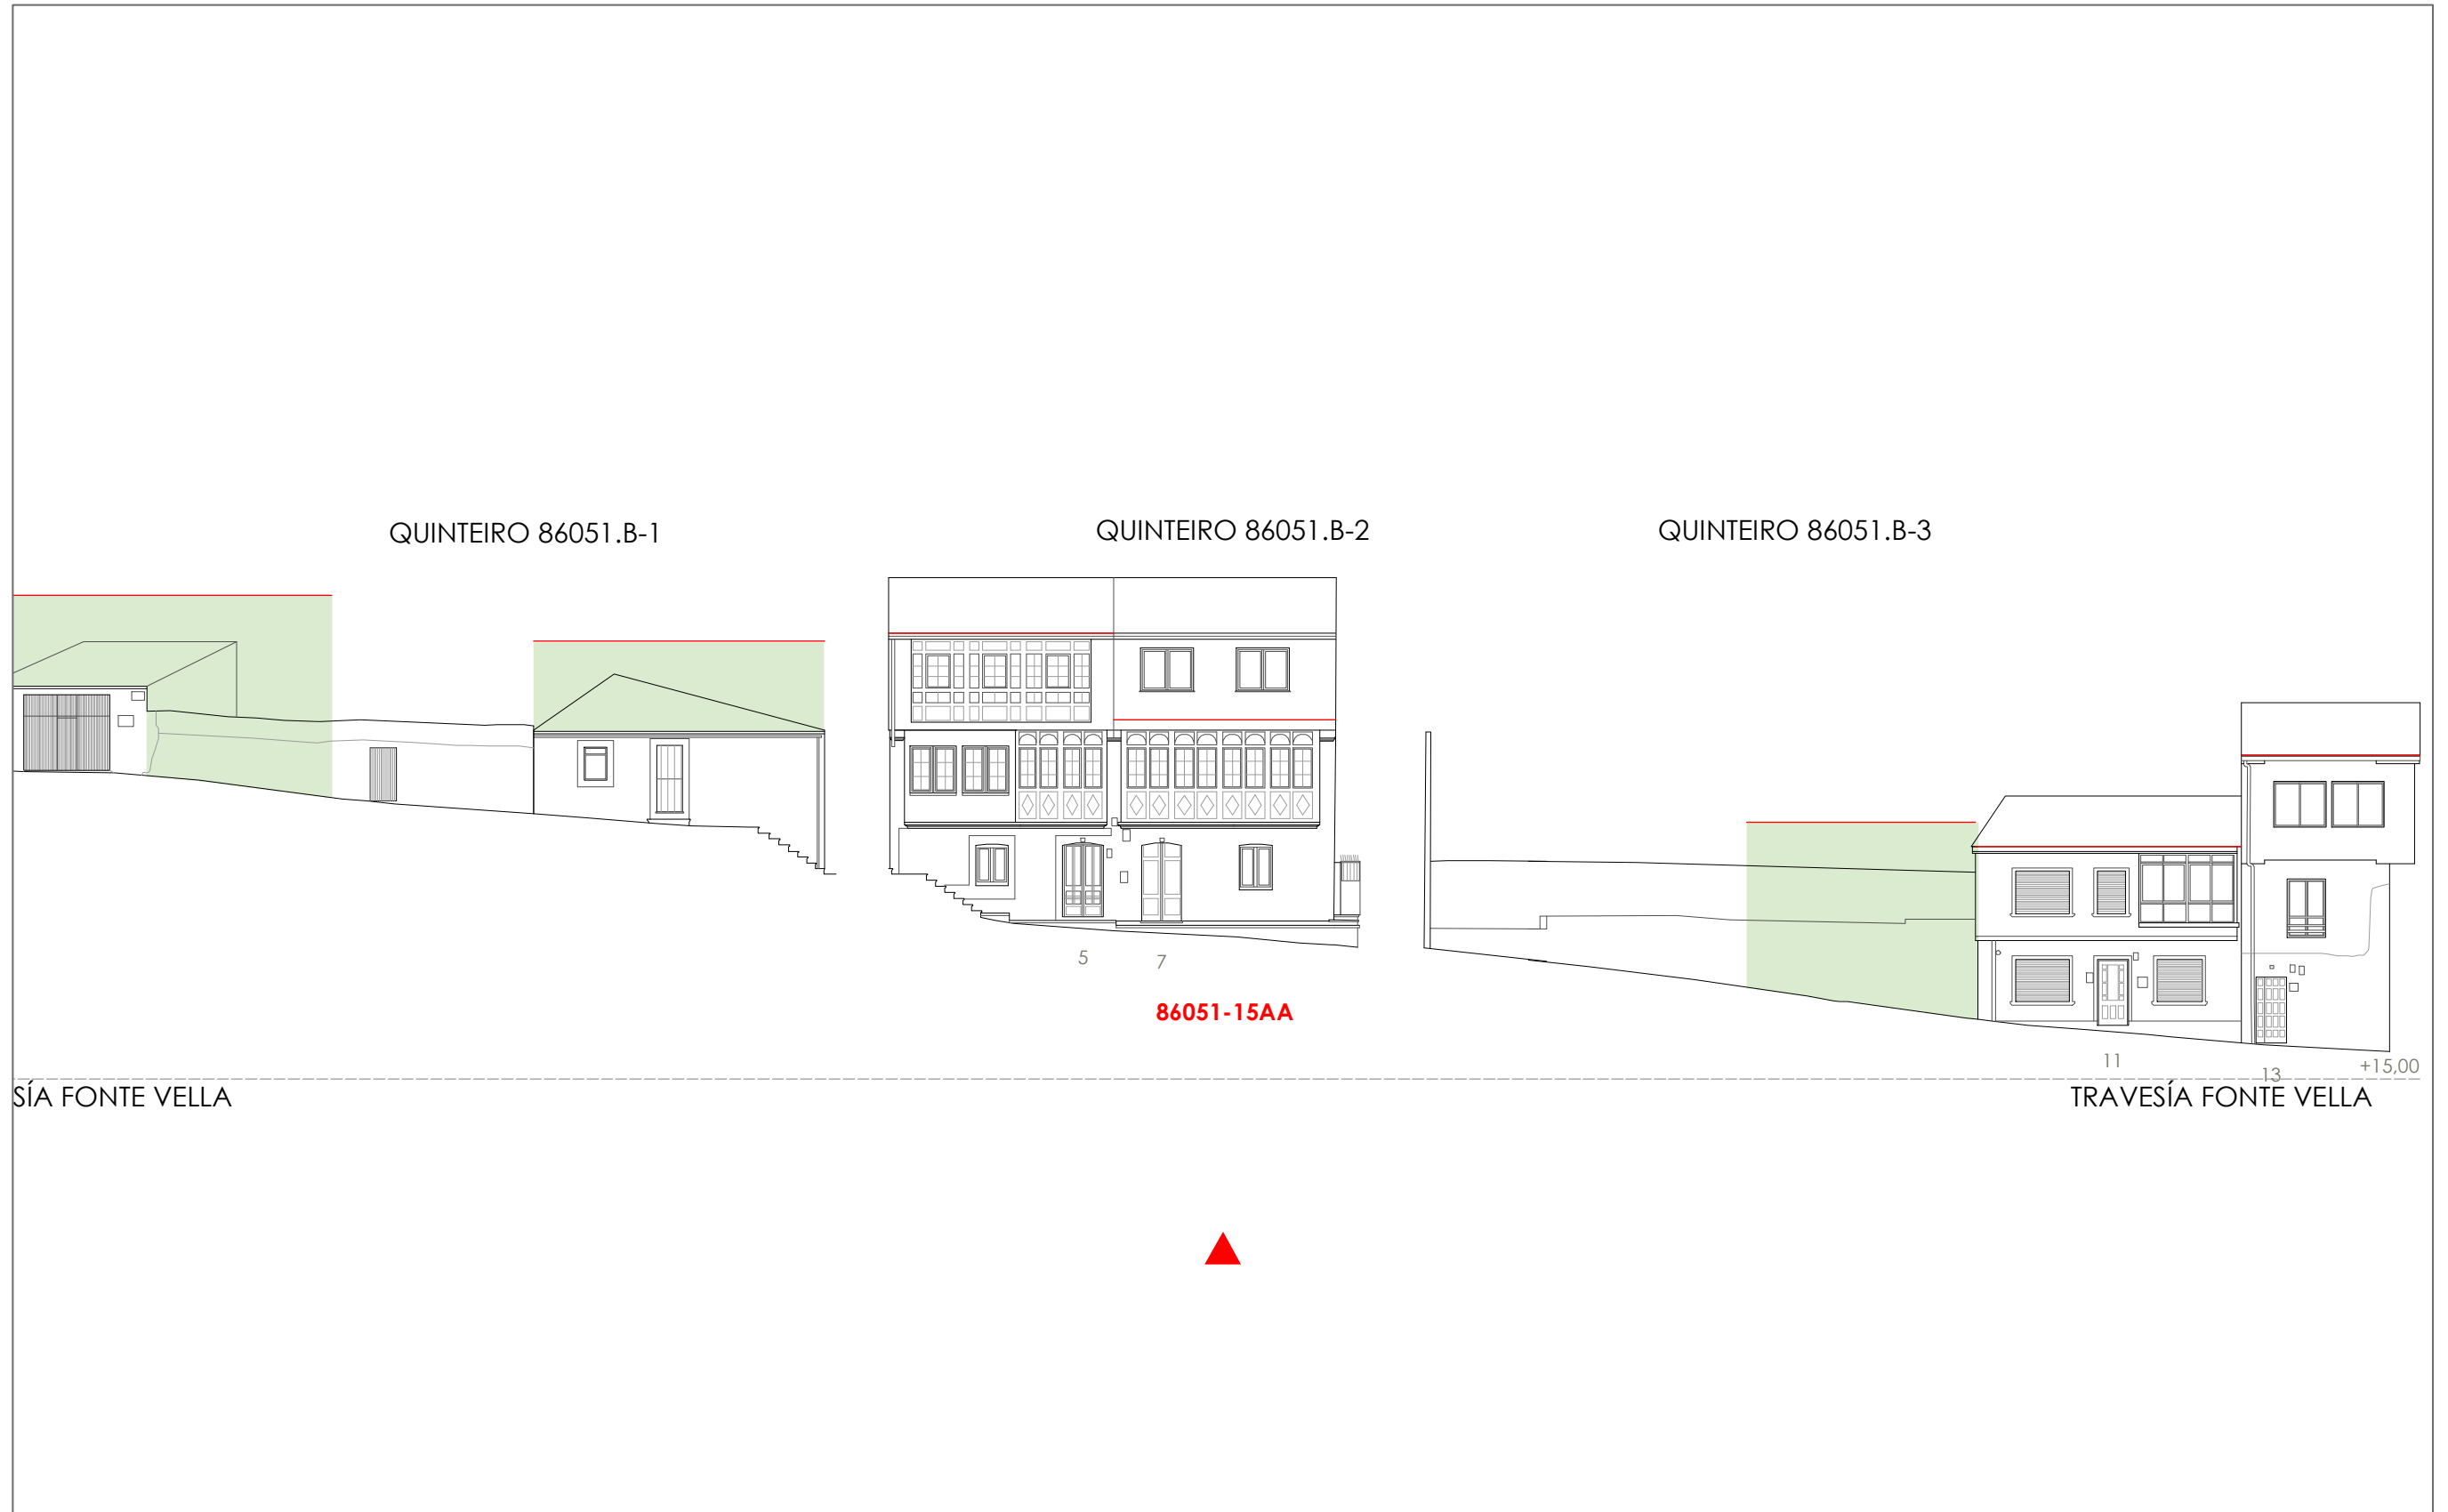 QUINTEIRO 86051.B-1
QUINTEIRO 86051.B-2
QUINTEIRO 86051.B-3
5
7
86051-15AA
11
13
+15,00
SÍA FONTE VELLA
TRAVESÍA FONTE VELLA